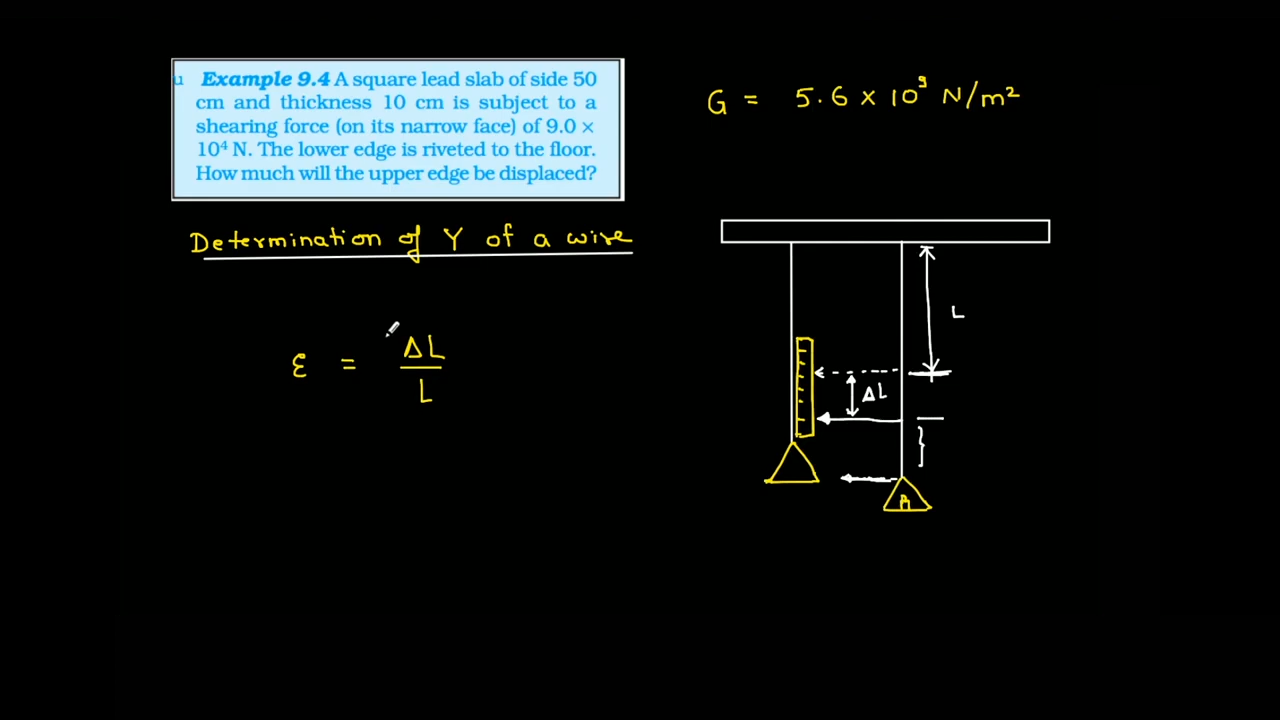 u Example 9.4 A square lead slab of side 50
cm and thickness 10 cm is subject to a
shearing force (on its narrow face) of 9.0 ×
10⁴ N. The lower edge is riveted to the floor.
How much will the upper edge be displaced?
G = 5.6 × 10⁹ N/m²
Determination of Y of a wire
ε = ΔL
L
L
ΔL